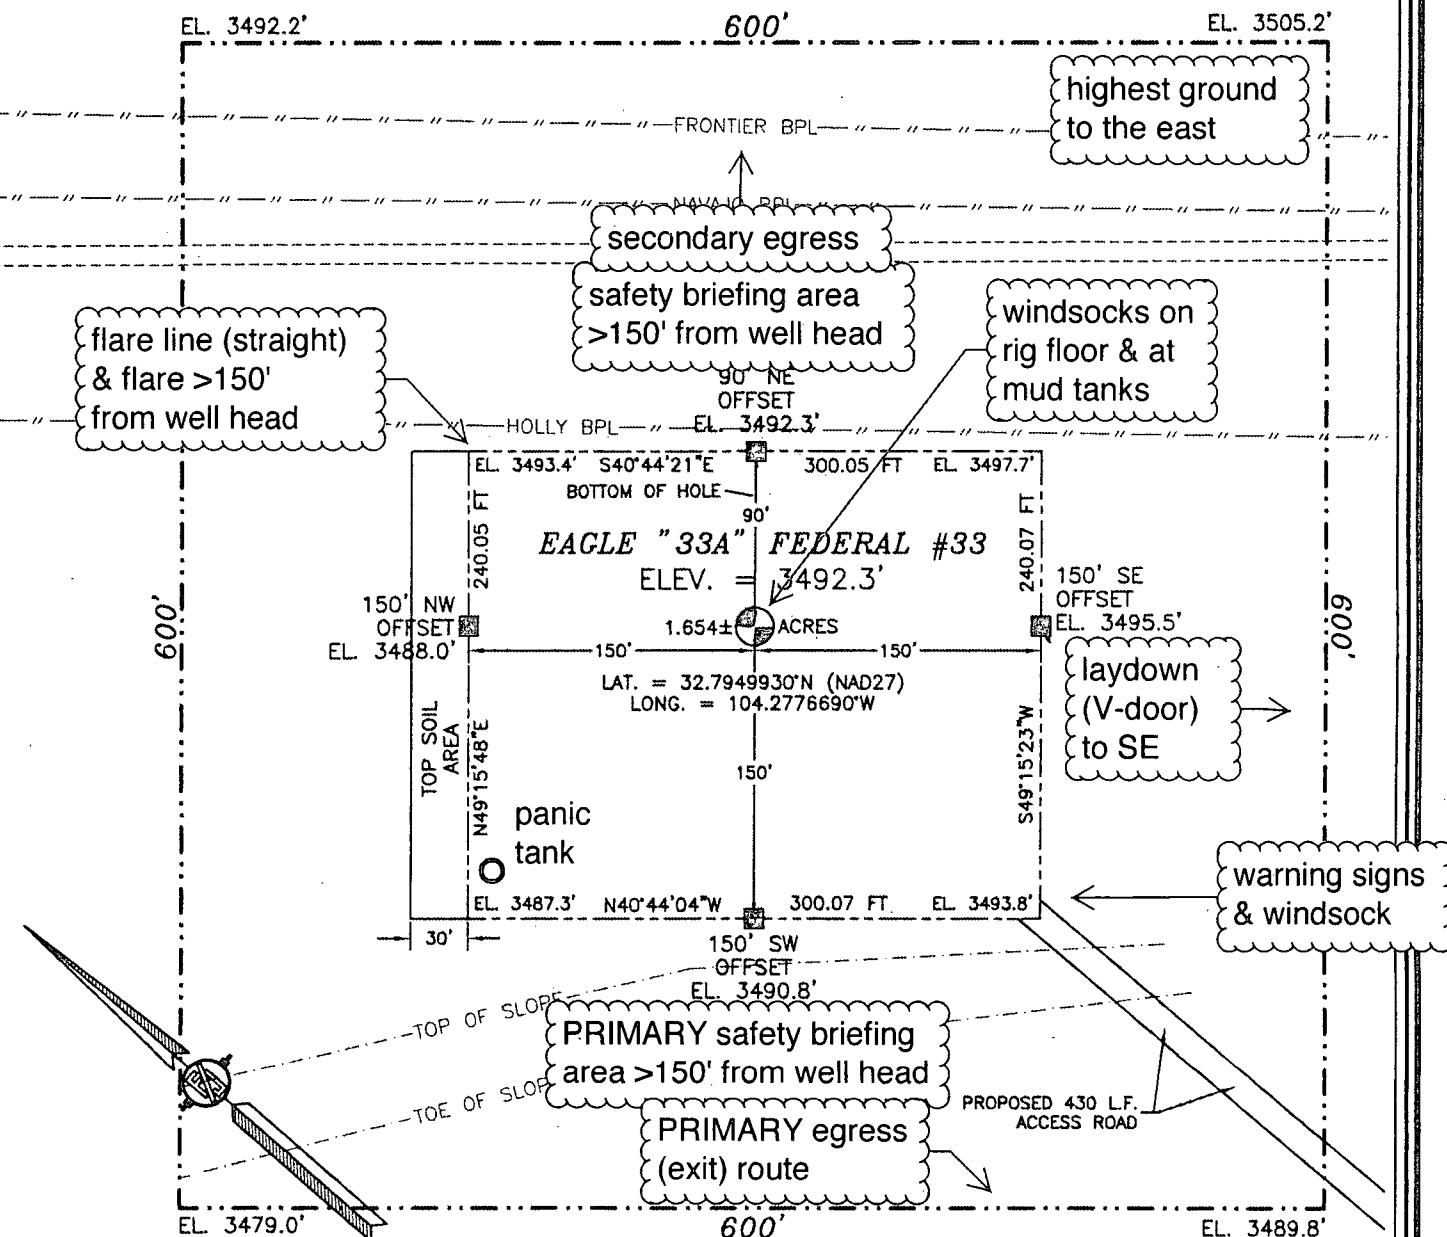 EL. 3492.2'
600'
EL. 3505.2'
highest ground
to the east
FRONTIER BPL
NAVAJO BPL
secondary egress
safety briefing area
>150' from well head
windsocks on
rig floor & at
mud tanks
flare line (straight)
& flare >150'
from well head
90' NE
OFFSET
EL. 3492.3'
HOLLY BPL
EL. 3493.4' S40°44'21"E 300.05 FT EL. 3497.7'
BOTTOM OF HOLE
90'
240.05 FT
240.07 FT
EAGLE "33A" FEDERAL #33
ELEV. = 3492.3'
150' NW
OFFSET
EL. 3488.0'
150' SE
OFFSET
EL. 3495.5'
600'
600'
1.654± ACRES
150' 150'
LAT. = 32.7949930°N (NAD27)
LONG. = 104.2776690°W
laydown
(V-door)
to SE
TOP SOIL
AREA
N49°15'48"E
S49°15'23"W
150'
panic
tank
warning signs
& windsock
EL. 3487.3' N40°44'04"W 300.07 FT EL. 3493.8'
30'
150' SW
OFFSET
EL. 3490.8'
TOP OF SLOPE
PRIMARY safety briefing
area >150' from well head
TOE OF SLOP
PRIMARY egress
(exit) route
PROPOSED 430 L.F.
ACCESS ROAD
EL. 3479.0'
600'
EL. 3489.8'